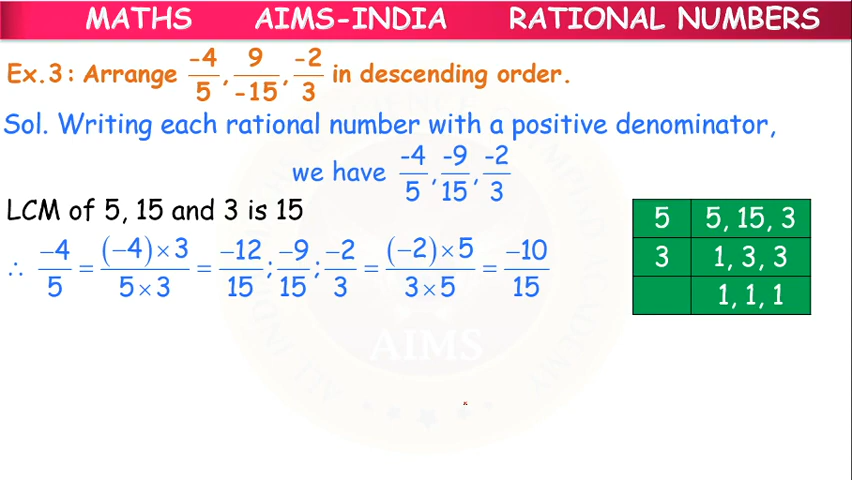 MATHS AIMS-INDIA RATIONAL NUMBERS
Ex.3: Arrange -4/5, 9/-15, -2/3 in descending order.
Sol. Writing each rational number with a positive denominator,
we have -4/5, -9/15, -2/3
LCM of 5, 15 and 3 is 15
∴ -4/5 = (-4)×3/5×3 = -12/15; -9/15; -2/3 = (-2)×5/3×5 = -10/15
5 5, 15, 3
3 1, 3, 3
1, 1, 1
AIMS